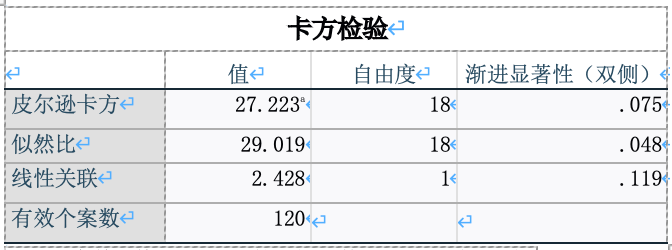 卡方检验
值 自由度 渐进显著性（双侧）
皮尔逊卡方 27.223a 18 .075
似然比 29.019 18 .048
线性关联 2.428 1 .119
有效个案数 120